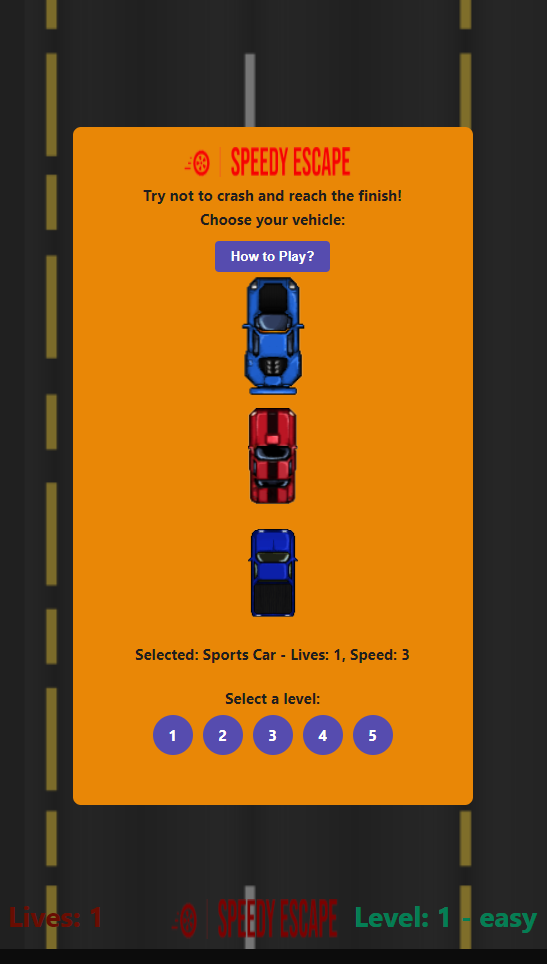 SPEEDY ESCAPE
Try not to crash and reach the finish!
Choose your vehicle:
How to Play?
Selected: Sports Car - Lives: 1, Speed: 3
Select a level:
1 2 3 4 5
Lives: 1 SPEEDY ESCAPE Level: 1 - easy